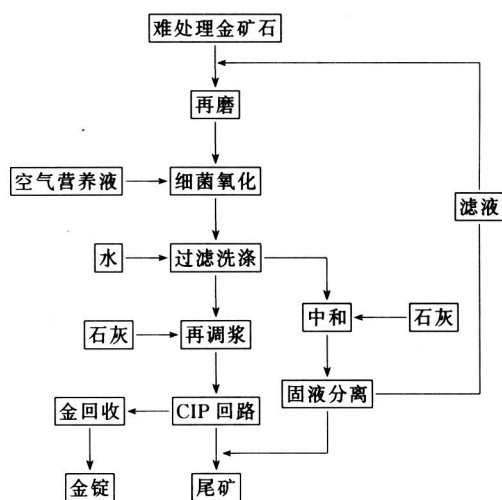 难处理金矿石
再磨
空气营养液
细菌氧化
滤液
水
过滤洗涤
石灰
再调浆
中和
石灰
金回收
CIP回路
固液分离
金锭
尾矿